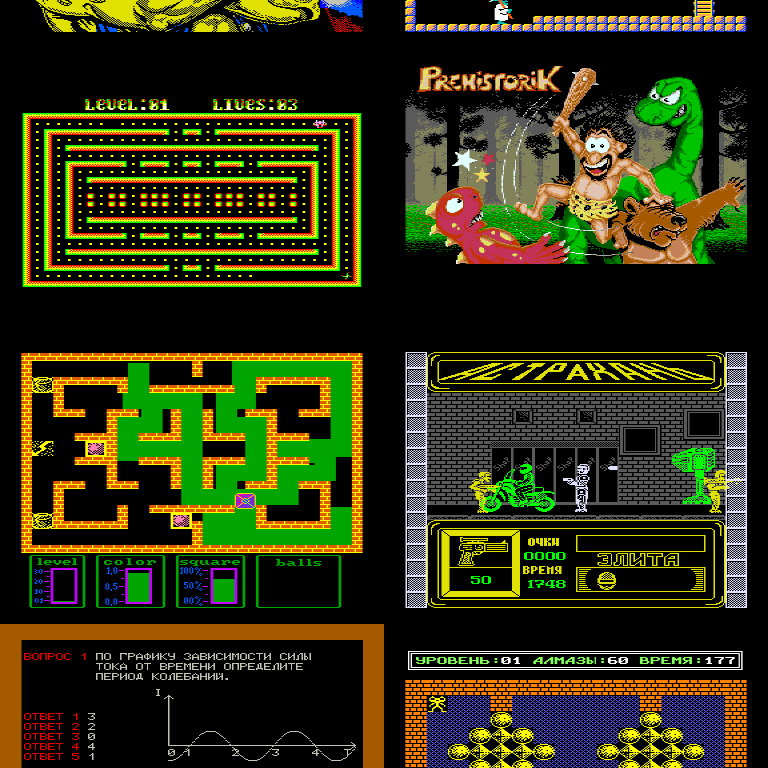 LEVEL:01 LIVES:03
PREHISTORIK
АСТРАХАНЬ
level color square balls
1,0- 100%-
0,5 50%-
0,0- 00%-
ОЧКИ
0000
ВРЕМЯ
1748
50
ЭЛИТА
ВОПРОС 1 ПО ГРАФИКУ ЗАВИСИМОСТИ СИЛЫ
ТОКА ОТ ВРЕМЕНИ ОПРЕДЕЛИТЕ
ПЕРИОД КОЛЕБАНИЙ.
I
ОТВЕТ 1 3
ОТВЕТ 2 2
ОТВЕТ 3 0
ОТВЕТ 4 4
ОТВЕТ 5 1
0 1 2 3 4 T
УРОВЕНЬ:01 АЛМАЗЫ:60 ВРЕМЯ:177